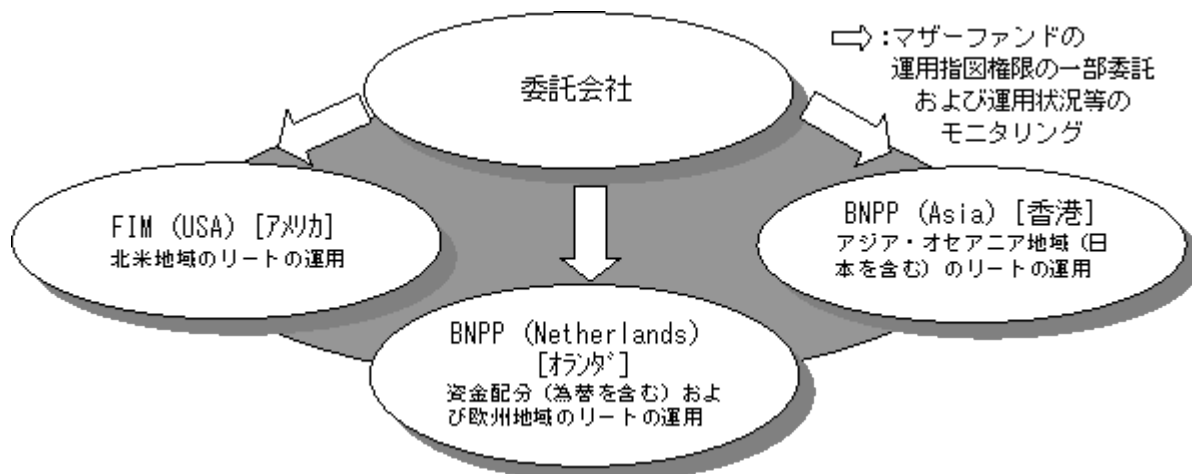 委託会社
⇨:マザーファンドの
運用指図権限の一部委託
および運用状況等の
モニタリング
FIM (USA) [ｱﾒﾘｶ]
北米地域のリートの運用
BNPP (Asia) [香港]
アジア・オセアニア地域（日
本を含む）のリートの運用
BNPP (Netherlands)
[ｵﾗﾝﾀﾞ]
資金配分（為替を含む）およ
び欧州地域のリートの運用